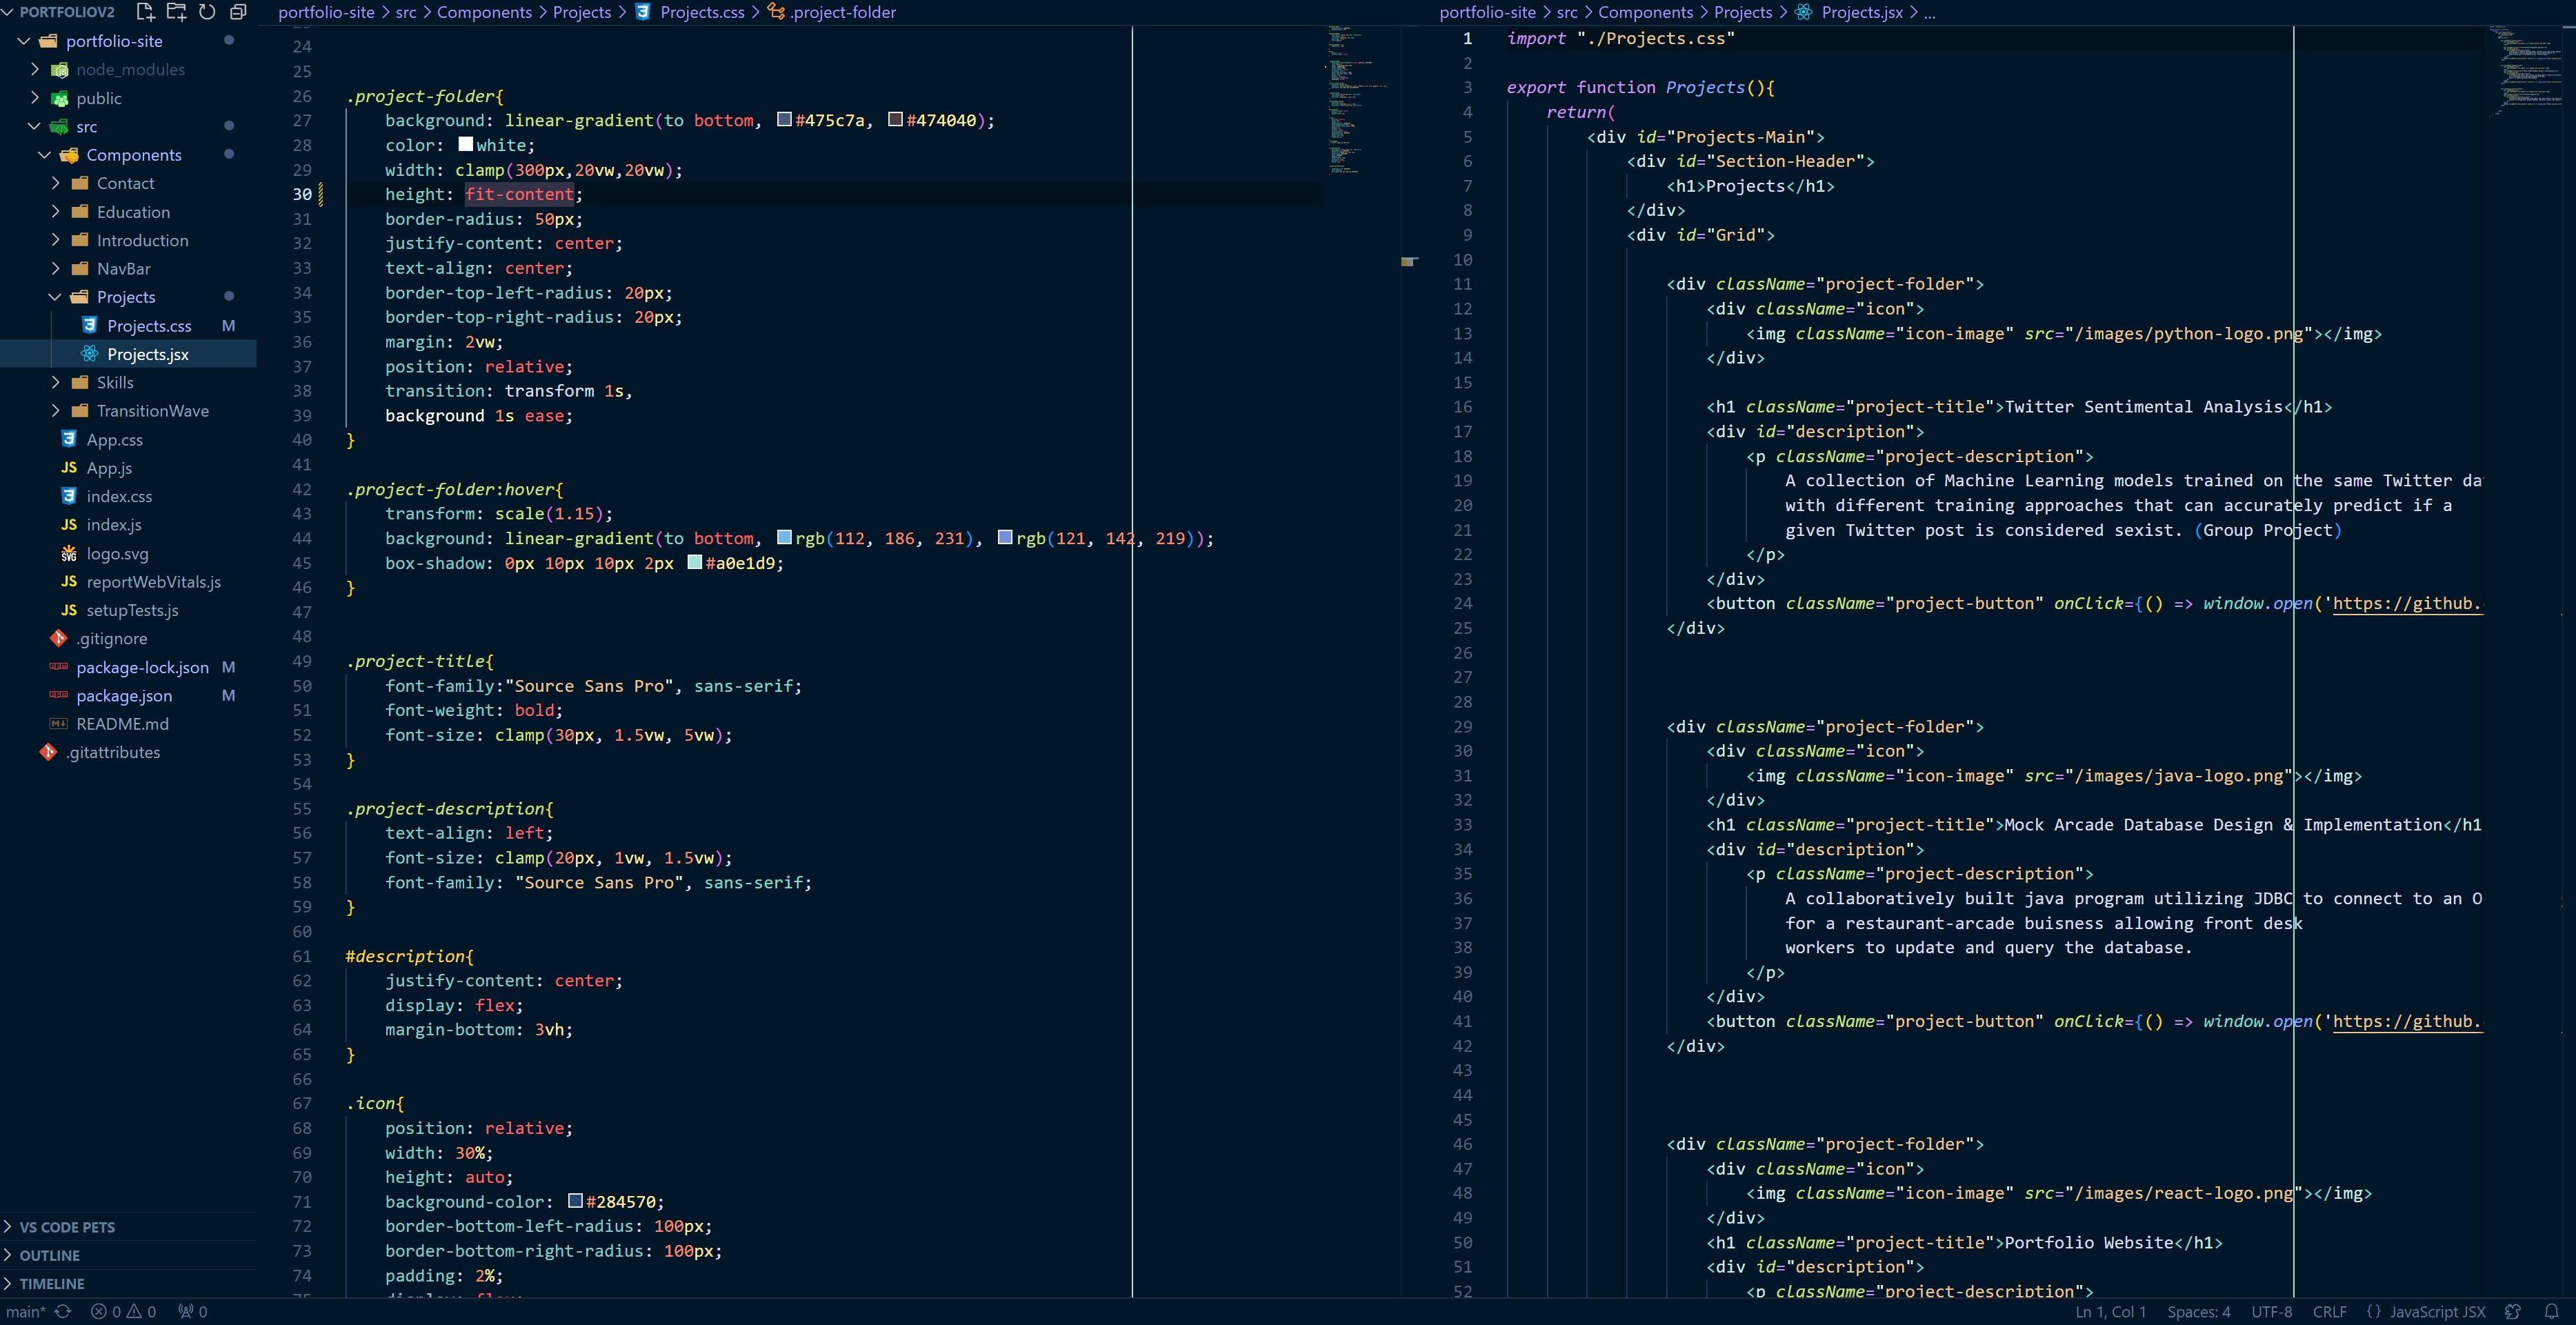 PORTFOLIOV2
portfolio-site
node_modules
public
src
Components
Contact
Education
Introduction
NavBar
Projects
Projects.css M
Projects.jsx
Skills
TransitionWave
App.css
JS App.js
index.css
JS index.js
SVG logo.svg
JS reportWebVitals.js
JS setupTests.js
.gitignore
package-lock.json M
package.json M
README.md
.gitattributes
VS CODE PETS
OUTLINE
TIMELINE
portfolio-site > src > Components > Projects > Projects.css > .project-folder
24
25
26 .project-folder{
27 background: linear-gradient(to bottom, #475c7a, #474040);
28 color: white;
29 width: clamp(300px,20vw,20vw);
30 height: fit-content;
31 border-radius: 50px;
32 justify-content: center;
33 text-align: center;
34 border-top-left-radius: 20px;
35 border-top-right-radius: 20px;
36 margin: 2vw;
37 position: relative;
38 transition: transform 1s,
39 background 1s ease;
40 }
41
42 .project-folder:hover{
43 transform: scale(1.15);
44 background: linear-gradient(to bottom, rgb(112, 186, 231), rgb(121, 142, 219));
45 box-shadow: 0px 10px 10px 2px #a0e1d9;
46 }
47
48
49 .project-title{
50 font-family:"Source Sans Pro", sans-serif;
51 font-weight: bold;
52 font-size: clamp(30px, 1.5vw, 5vw);
53 }
54
55 .project-description{
56 text-align: left;
57 font-size: clamp(20px, 1vw, 1.5vw);
58 font-family: "Source Sans Pro", sans-serif;
59 }
60
61 #description{
62 justify-content: center;
63 display: flex;
64 margin-bottom: 3vh;
65 }
66
67 .icon{
68 position: relative;
69 width: 30%;
70 height: auto;
71 background-color: #284570;
72 border-bottom-left-radius: 100px;
73 border-bottom-right-radius: 100px;
74 padding: 2%;
portfolio-site > src > Components > Projects > Projects.jsx > ...
1 import "./Projects.css"
2
3 export function Projects(){
4 return(
5 <div id="Projects-Main">
6 <div id="Section-Header">
7 <h1>Projects</h1>
8 </div>
9 <div id="Grid">
10
11 <div className="project-folder">
12 <div className="icon">
13 <img className="icon-image" src="/images/python-logo.png"></img>
14 </div>
15
16 <h1 className="project-title">Twitter Sentimental Analysis</h1>
17 <div id="description">
18 <p className="project-description">
19 A collection of Machine Learning models trained on the same Twitter da
20 with different training approaches that can accurately predict if a
21 given Twitter post is considered sexist. (Group Project)
22 </p>
23 </div>
24 <button className="project-button" onClick={() => window.open('https://github.
25 </div>
26
27
28
29 <div className="project-folder">
30 <div className="icon">
31 <img className="icon-image" src="/images/java-logo.png"></img>
32 </div>
33 <h1 className="project-title">Mock Arcade Database Design & Implementation</h1
34 <div id="description">
35 <p className="project-description">
36 A collaboratively built java program utilizing JDBC to connect to an O
37 for a restaurant-arcade buisness allowing front desk
38 workers to update and query the database.
39 </p>
40 </div>
41 <button className="project-button" onClick={() => window.open('https://github.
42 </div>
43
44
45
46 <div className="project-folder">
47 <div className="icon">
48 <img className="icon-image" src="/images/react-logo.png"></img>
49 </div>
50 <h1 className="project-title">Portfolio Website</h1>
51 <div id="description">
52 <p className="project-description">
main* 0 0 0
Ln 1, Col 1 Spaces: 4 UTF-8 CRLF {} JavaScript JSX